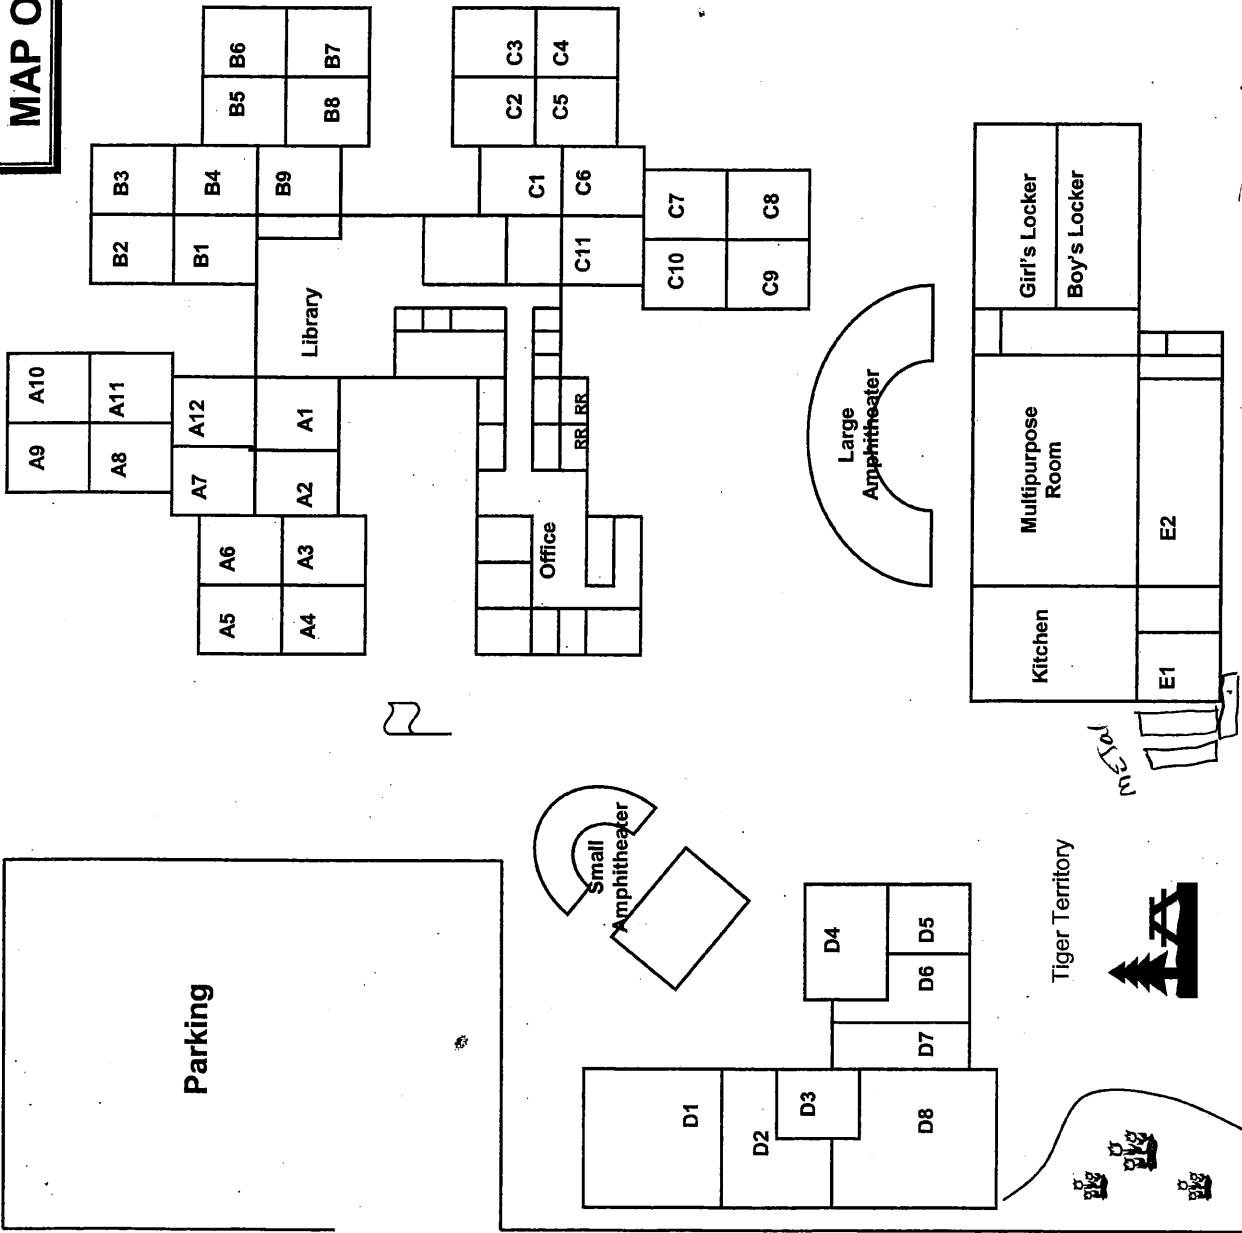 MAP O
Parking
A9
A10
A8
A11
A5
A6
A7
A12
A4
A3
A2
A1
B2
B3
B1
B4
B5
B6
B9
B8
B7
Library
C2
C3
C1
C5
C4
C11
C6
C10
C7
C9
C8
Office
RR
RR
Small
Amphitheater
Large
Amphitheater
D1
D2
D3
D4
D8
D7
D6
D5
Kitchen
Multipurpose
Room
Girl's Locker
Boy's Locker
E1
E2
METal
Tiger Territory